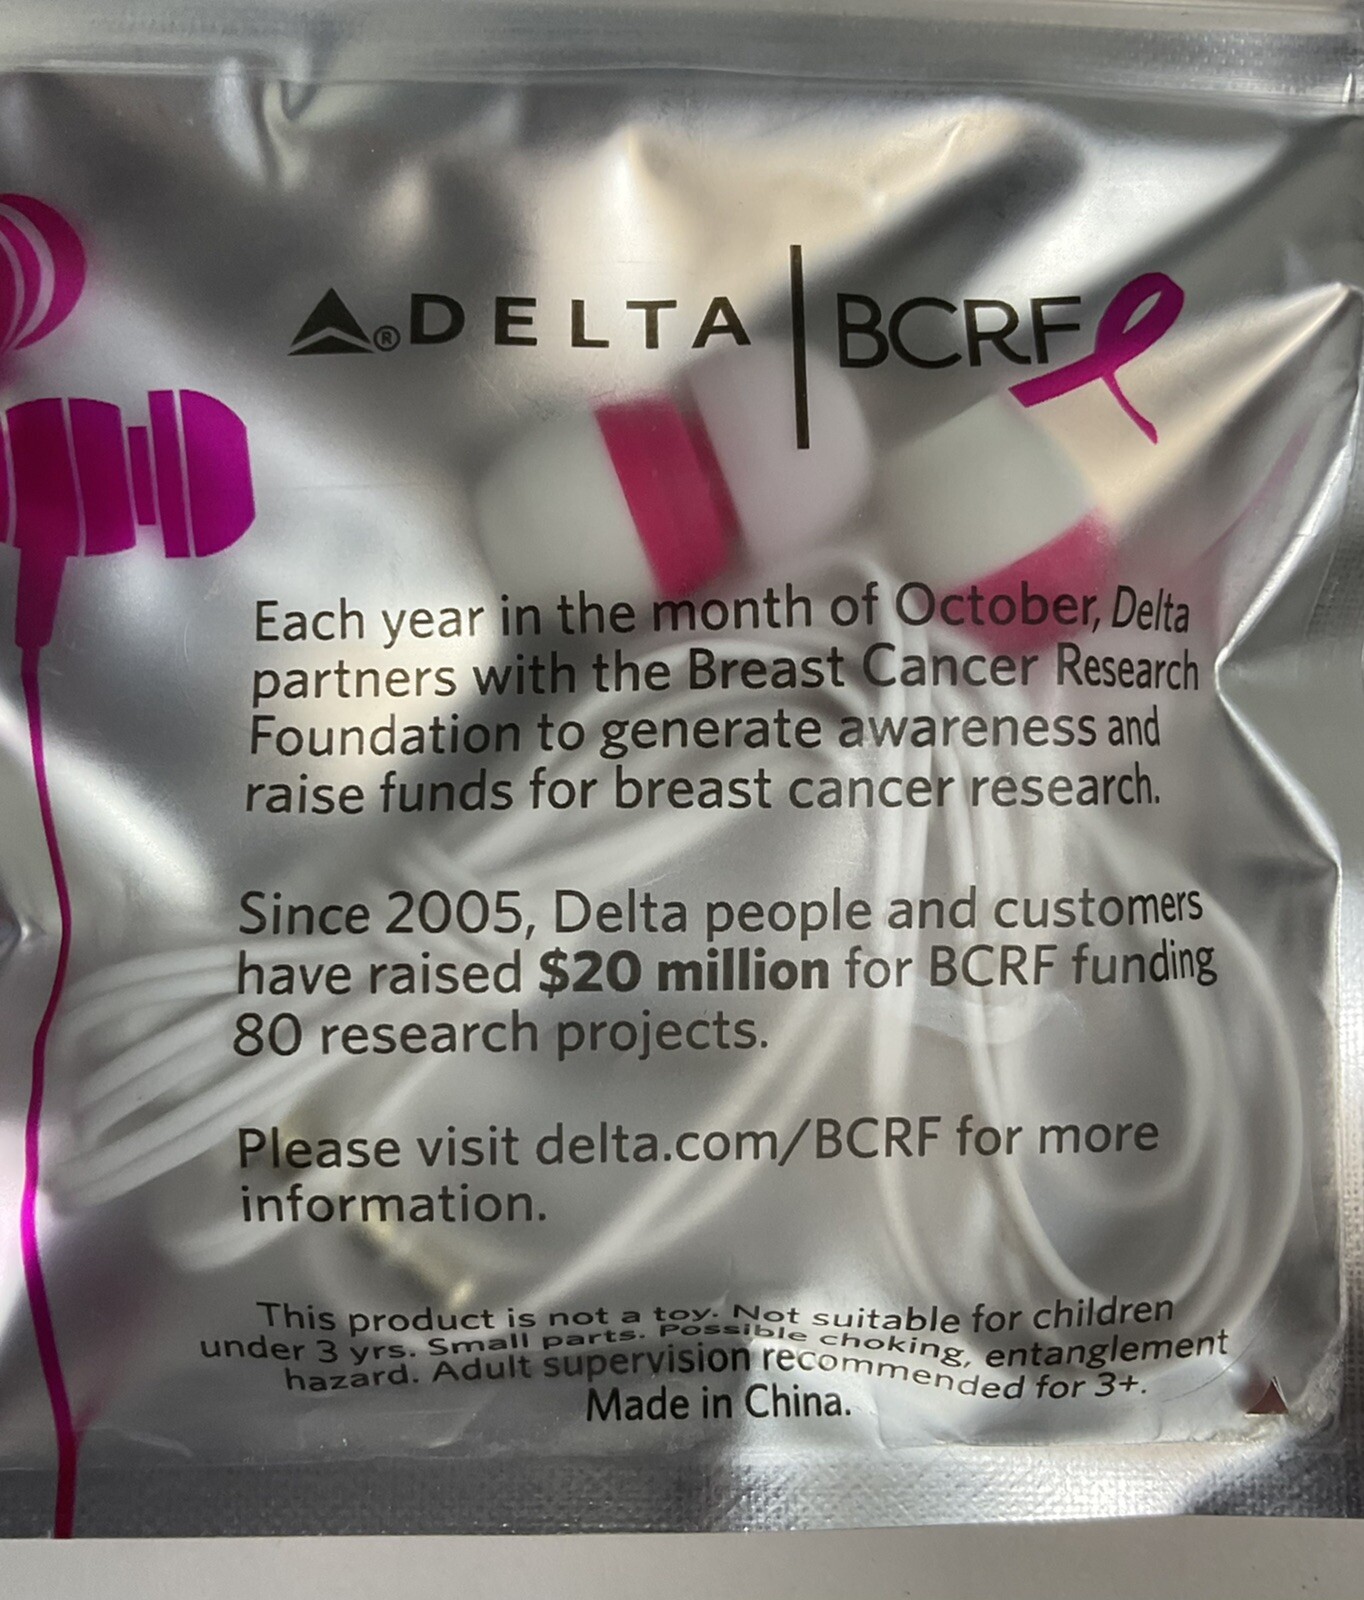 DELTA | BCRF
Each year in the month of October, Delta
partners with the Breast Cancer Research
Foundation to generate awareness and
raise funds for breast cancer research.
Since 2005, Delta people and customers
have raised $20 million for BCRF funding
80 research projects.
Please visit delta.com/BCRF for more
information.
This product is not a toy. Not suitable for children
under 3 yrs. Small parts. Possible choking, entanglement
hazard. Adult supervision recommended for 3+.
Made in China.